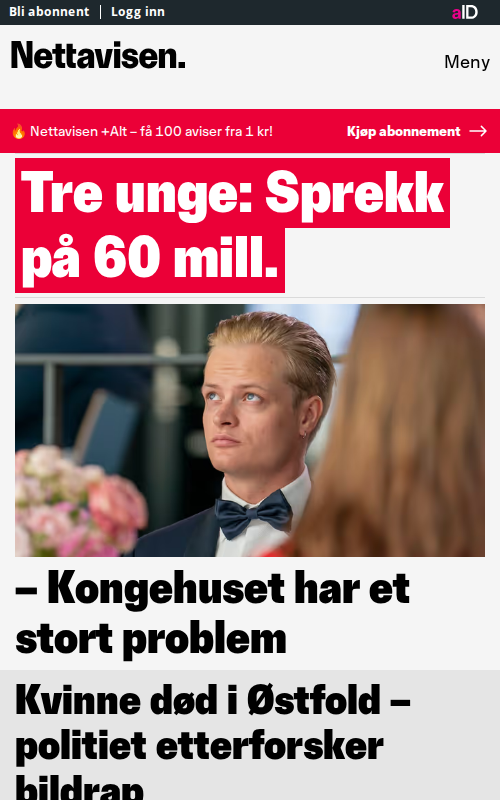 Bli abonnent | Logg inn
aID
Nettavisen.
Meny
🔥 Nettavisen +Alt – få 100 aviser fra 1 kr!
Kjøp abonnement →
Tre unge: Sprekk
på 60 mill.
– Kongehuset har et
stort problem
Kvinne død i Østfold –
politiet etterforsker
bildrap